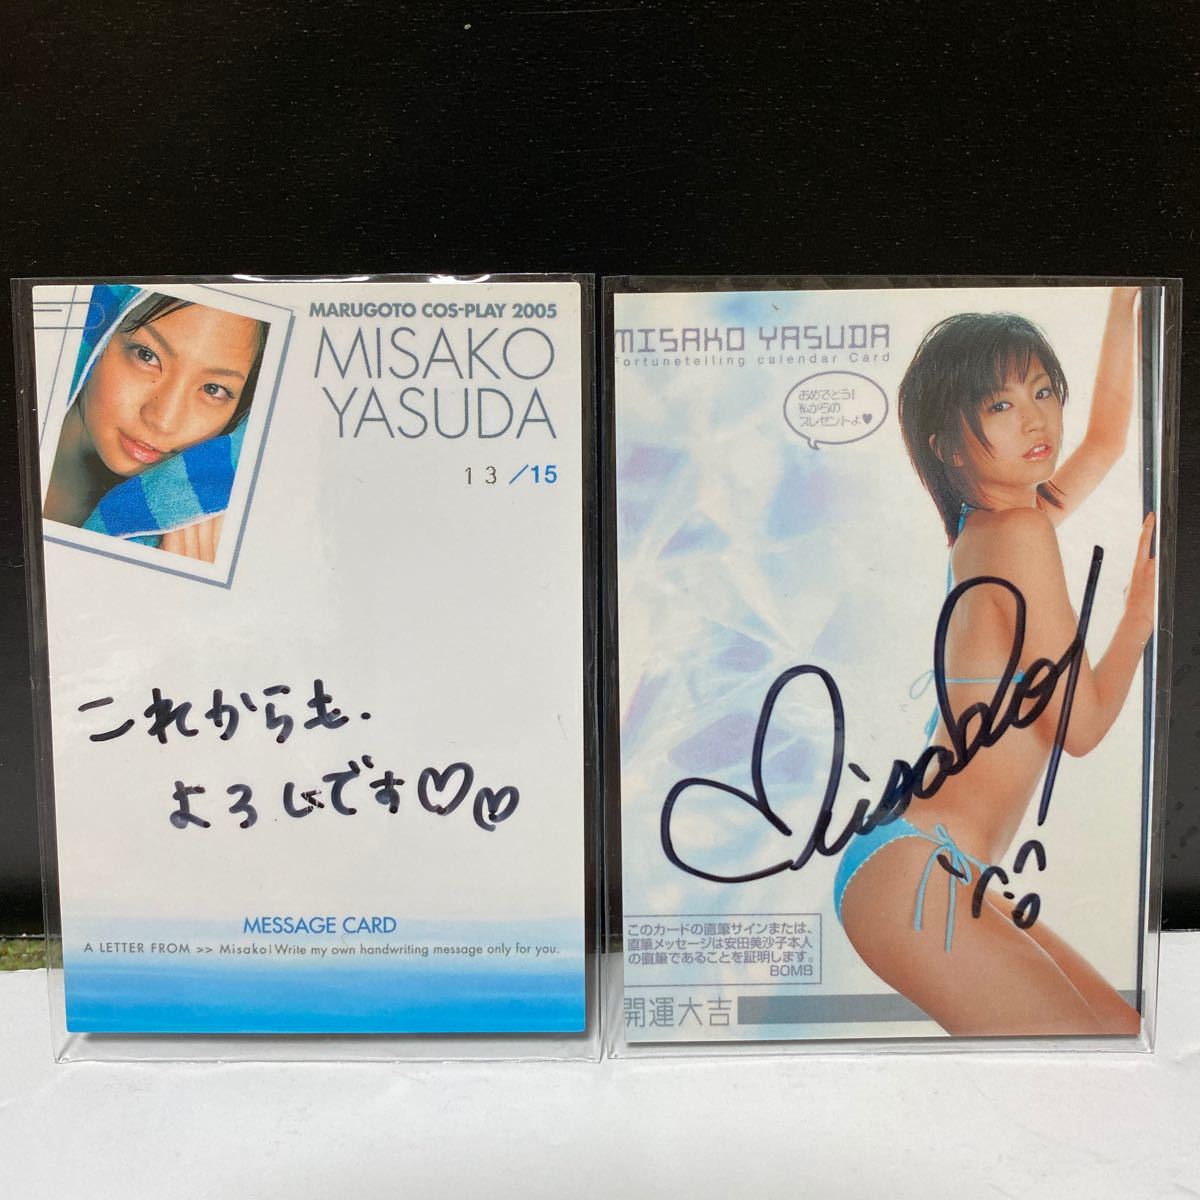 MARUGOTO COS-PLAY 2005
MISAKO
YASUDA
13 /15
これからも.
よろしです♡♡
MESSAGE CARD
A LETTER FROM >> Misako! Write my own handwriting message only for you.
MISAKO YASUDA
Fortunetelling calendar Card
おめでとう!
私からの
プレゼントよ♥
Misako
このカードの直筆サインまたは、
直筆メッセージは安田美沙子本人
の直筆であることを証明します。
BOMB
開運大吉